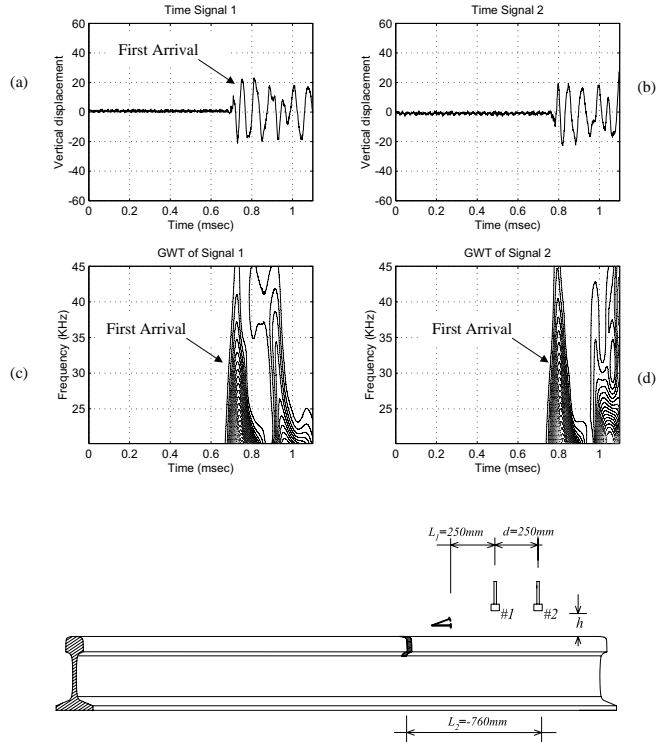 Time Signal 1
Time Signal 2
(a)
(b)
60
40
20
0
-20
-40
-60
Vertical displacement
First Arrival
0 0.2 0.4 0.6 0.8 1
Time (msec)
60
40
20
0
-20
-40
-60
Vertical displacement
0 0.2 0.4 0.6 0.8 1
Time (msec)
GWT of Signal 1
GWT of Signal 2
(c)
(d)
45
40
35
30
25
Frequency (KHz)
First Arrival
0 0.2 0.4 0.6 0.8 1
Time (msec)
45
40
35
30
25
First Arrival
0 0.2 0.4 0.6 0.8 1
Time (msec)
L1=250mm
d=250mm
#1
#2
h
L2=-760mm